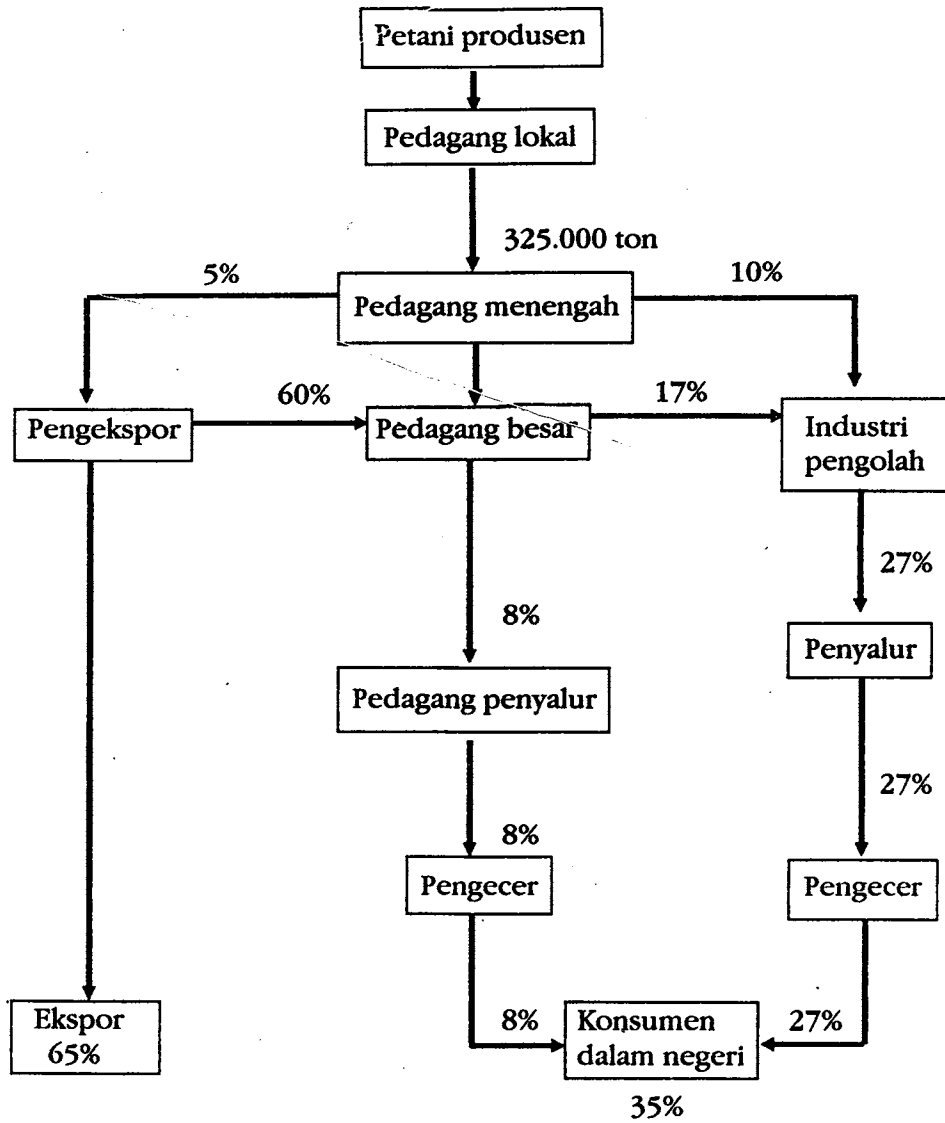 Petani produsen
Pedagang lokal
325.000 ton
5%
10%
Pedagang menengah
60%
17%
Pengekspor
Pedagang besar
Industri
pengolah
27%
8%
Penyalur
Pedagang penyalur
27%
8%
Pengecer
Pengecer
Ekspor
65%
8%
Konsumen
dalam negeri
27%
35%